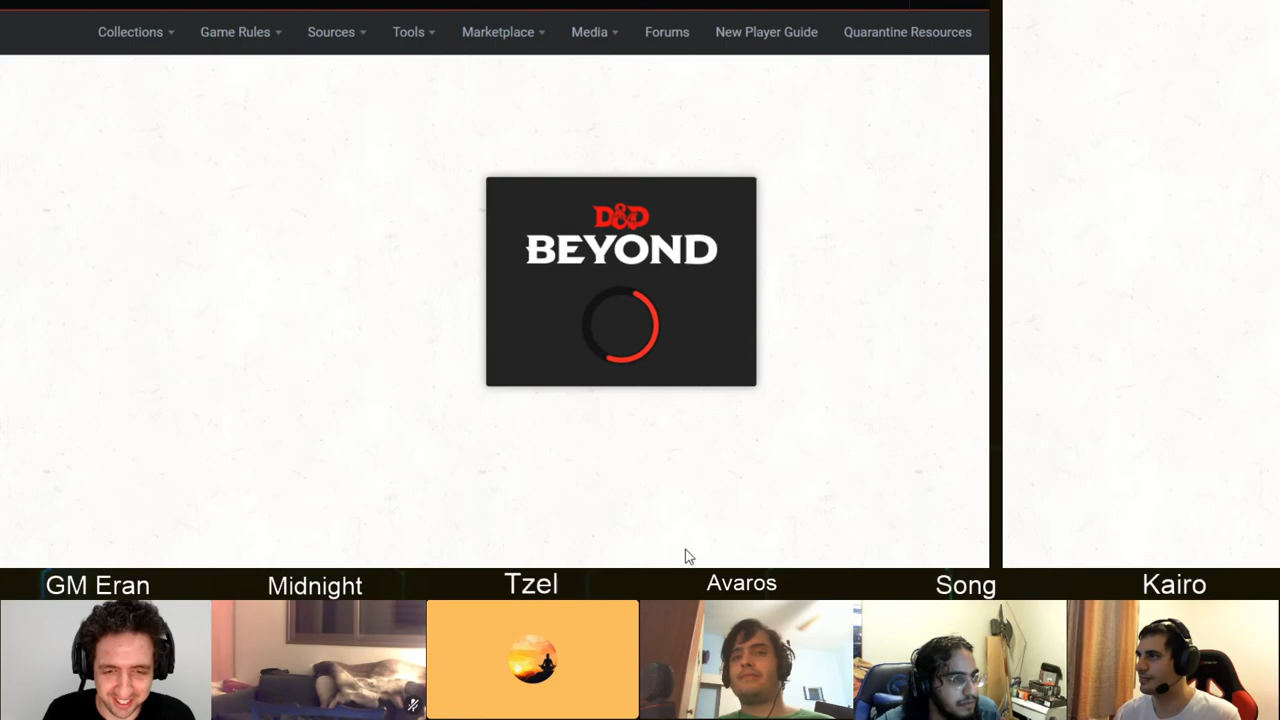 Collections Game Rules Sources Tools Marketplace Media Forums New Player Guide Quarantine Resources
D&D
BEYOND
GM Eran Midnight Tzel Avaros Song Kairo